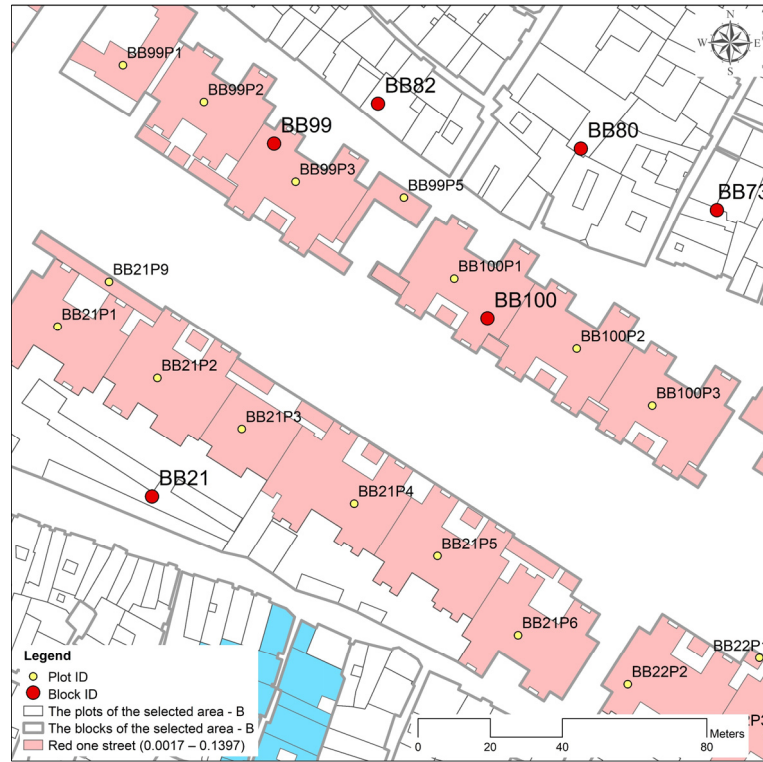 N
W E
S
BB99P1
BB99P2
BB82
BB99
BB80
BB99P3
BB99P5
BB73
BB21P9
BB100P1
BB100
BB21P1
BB100P2
BB21P2
BB100P3
BB21P3
BB21
BB21P4
BB21P5
BB21P6
BB22P1
BB22P2
Legend
Plot ID
Block ID
The plots of the selected area - B
The blocks of the selected area - B
Red one street (0.0017 – 0.1397)
Meters
0 20 40 80